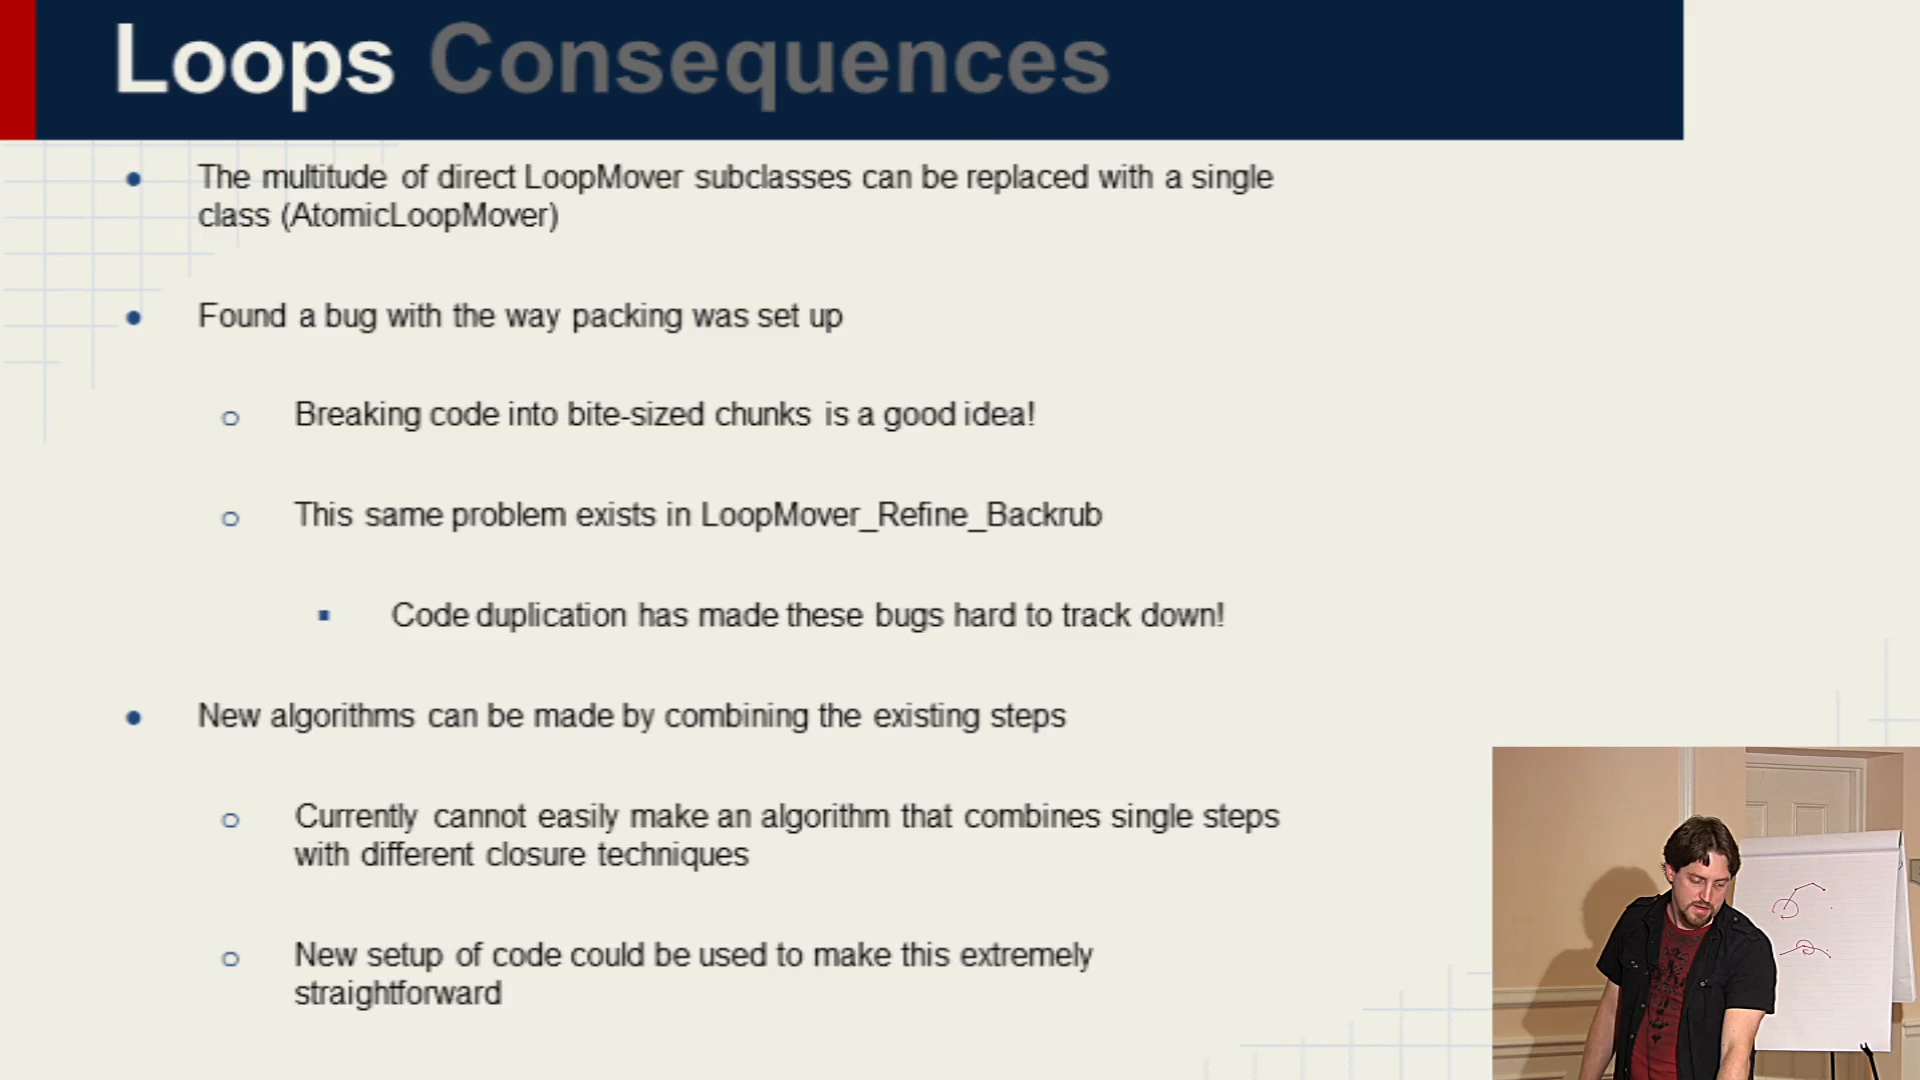 Loops Consequences
The multitude of direct LoopMover subclasses can be replaced with a single
class (AtomicLoopMover)
Found a bug with the way packing was set up
Breaking code into bite-sized chunks is a good idea!
This same problem exists in LoopMover_Refine_Backrub
Code duplication has made these bugs hard to track down!
New algorithms can be made by combining the existing steps
Currently cannot easily make an algorithm that combines single steps
with different closure techniques
New setup of code could be used to make this extremely
straightforward